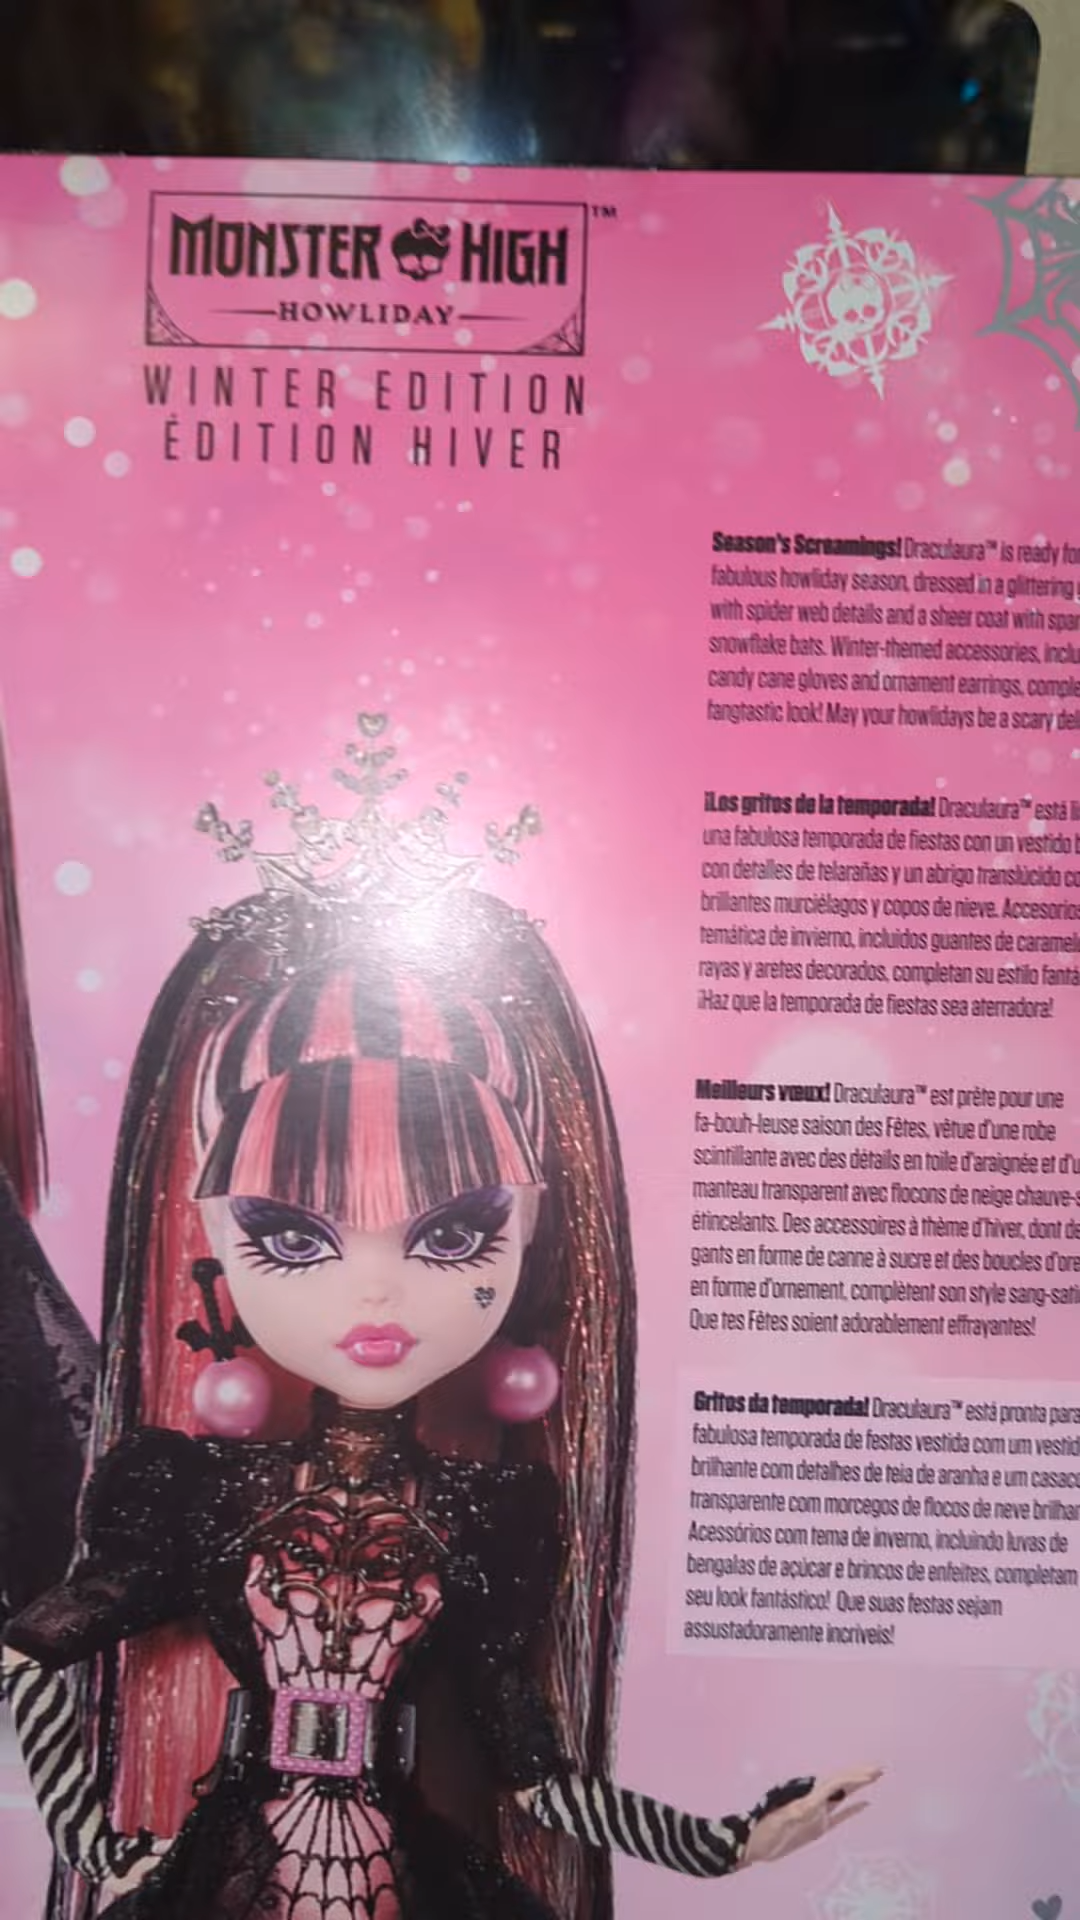 MONSTER HIGH™
HOWLIDAY
WINTER EDITION
ÉDITION HIVER
Season's Screamings! Draculaura™ is ready for
fabulous howliday season, dressed in a glittering
with spider web details and a sheer coat with
snowflake bats. Winter-themed accessories,
candy cane gloves and ornament earrings,
fangtastic look! May your howlidays be a scary
¡Los gritos de la temporada! Draculaura™ está
una fabulosa temporada de fiestas con un vestido
con detalles de telarañas y un abrigo translúcido
brillantes murciélagos y copos de nieve.
temática de invierno, incluidos guantes de
rayas y aretes decorados, completan su estilo
¡Haz que la temporada de fiestas sea aterradora!
Meilleurs vœux! Draculaura™ est prête pour une
fa-bouh-leuse saison des Fêtes, vêtue d'une robe
scintillante avec des détails en toile d'araignée et
manteau transparent avec flocons de neige
étincelants. Des accessoires à thème d'hiver, dont
gants en forme de canne à sucre et des boucles
en forme d'ornement, complètent son style
Que tes Fêtes soient adorablement effrayantes!
Gritos da temporada! Draculaura™ está pronta para
fabulosa temporada de festas vestida com um
brilhante com detalhes de teia de aranha e um
transparente com morcegos de flocos de neve
Acessórios com tema de inverno, incluindo luvas de
bengalas de açúcar e brincos de enfeites, completam
seu look fantástico! Que suas festas sejam
assustadoramente incríveis!